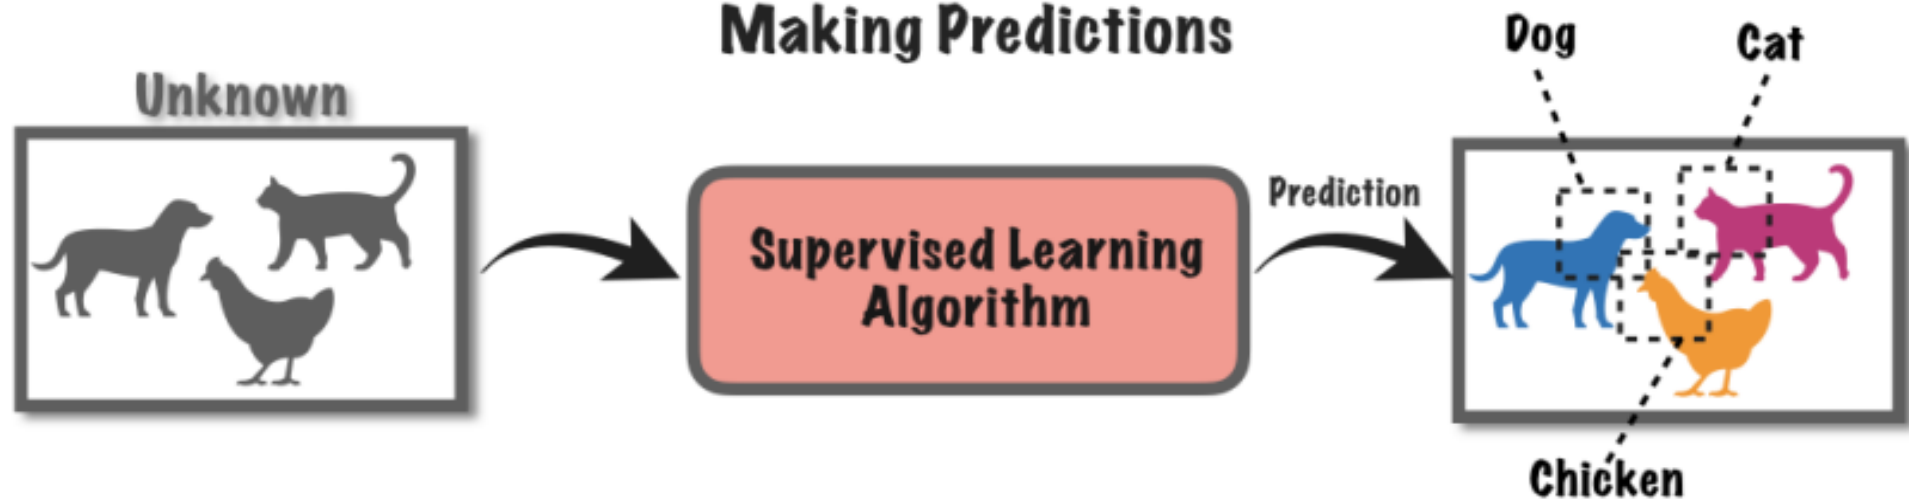 Making Predictions
Unknown
Dog
Cat
Supervised Learning
Algorithm
Prediction
Chicken